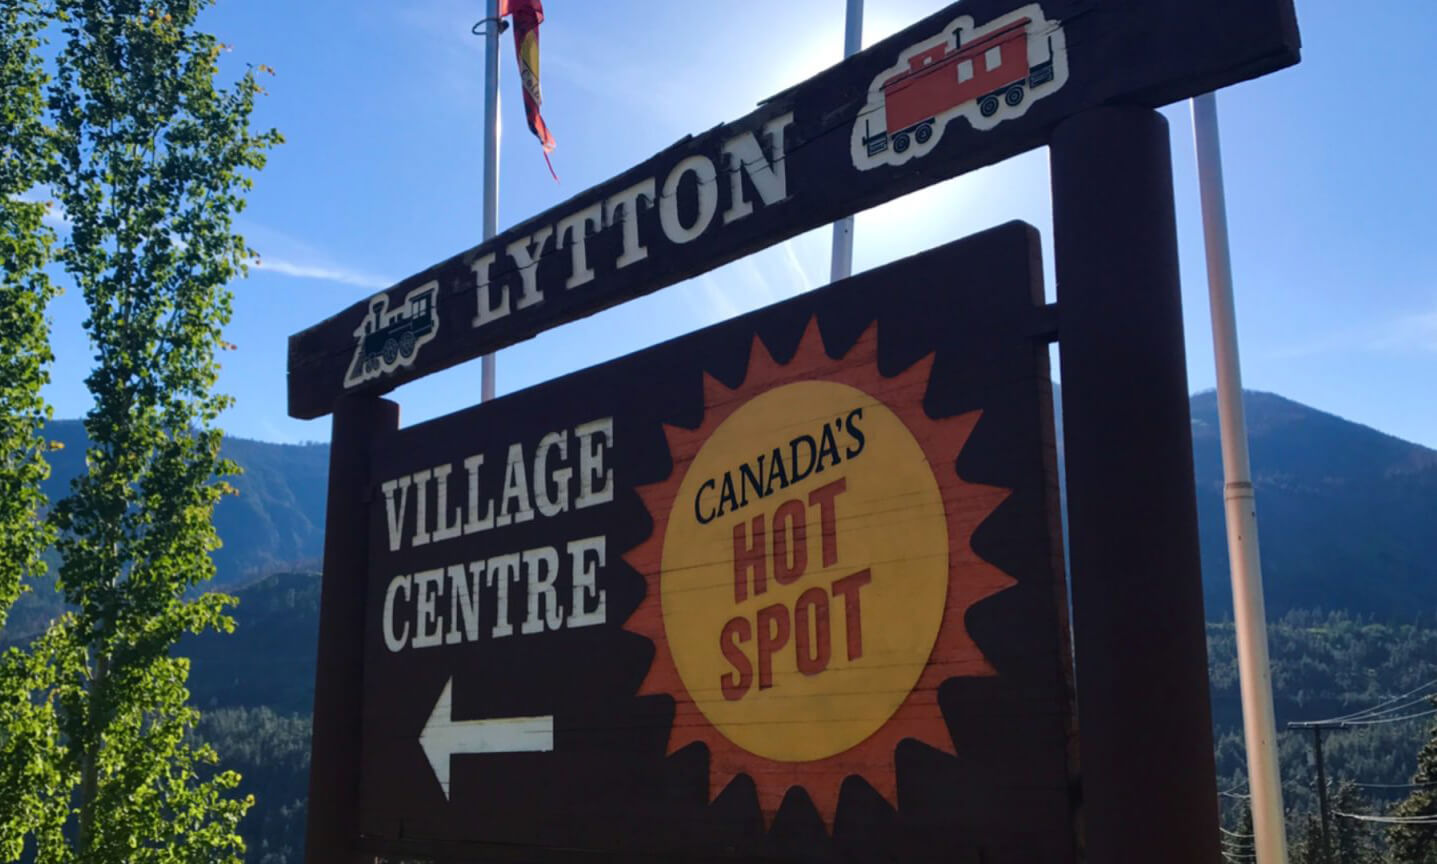 LYTTON
VILLAGE
CENTRE
CANADA'S
HOT
SPOT